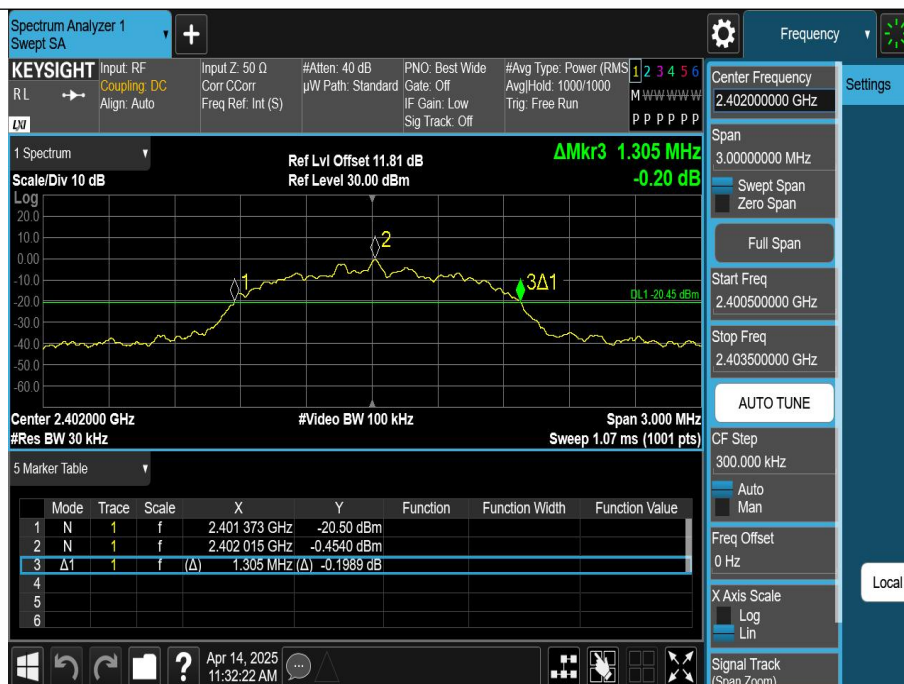 Spectrum Analyzer 1
Swept SA
+
Frequency
KEYSIGHT
R L
LXI
Input: RF
Coupling: DC
Align: Auto
Input Z: 50 Ω
Corr CCorr
Freq Ref: Int (S)
#Atten: 40 dB
µW Path: Standard
PNO: Best Wide
Gate: Off
IF Gain: Low
Sig Track: Off
#Avg Type: Power (RMS
Avg|Hold: 1000/1000
Trig: Free Run
1 2 3 4 5 6
M W W W W W
P P P P P P
1 Spectrum
Scale/Div 10 dB
Ref Lvl Offset 11.81 dB
Ref Level 30.00 dBm
ΔMkr3 1.305 MHz
-0.20 dB
Log
20.0
10.0
0.00
-10.0
-20.0
-30.0
-40.0
-50.0
-60.0
1
2
3Δ1
DL1 -20.45 dBm
Center 2.402000 GHz
#Video BW 100 kHz
Span 3.000 MHz
#Res BW 30 kHz
Sweep 1.07 ms (1001 pts)
5 Marker Table
Mode Trace Scale X Y Function Function Width Function Value
1 N 1 f 2.401 373 GHz -20.50 dBm
2 N 1 f 2.402 015 GHz -0.4540 dBm
3 Δ1 1 f (Δ) 1.305 MHz (Δ) -0.1989 dB
4
5
6
?
Apr 14, 2025
11:32:22 AM
Center Frequency
2.402000000 GHz
Span
3.00000000 MHz
Swept Span
Zero Span
Full Span
Start Freq
2.400500000 GHz
Stop Freq
2.403500000 GHz
AUTO TUNE
CF Step
300.000 kHz
Auto
Man
Freq Offset
0 Hz
X Axis Scale
Log
Lin
Signal Track
(Span Zoom)
Settings
Local